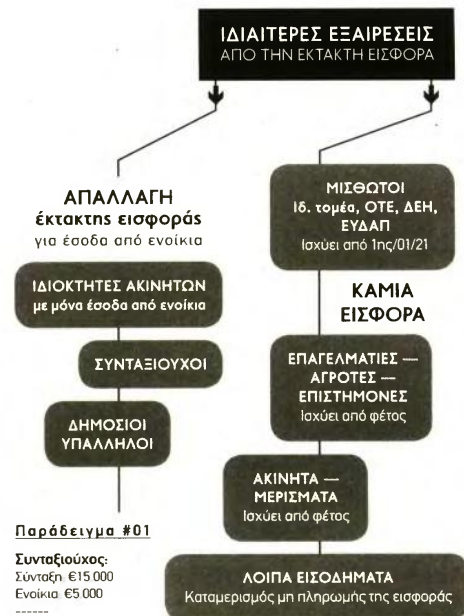 ΙΔΙΑΙΤΕΡΕΣ ΕΞΑΙΡΕΣΕΙΣ
ΑΠΟ ΤΗΝ ΕΚΤΑΚΤΗ ΕΙΣΦΟΡΑ
ΑΠΑΛΛΑΓΗ
έκτακτης εισφοράς
για έσοδα από ενοίκια
ΙΔΙΟΚΤΗΤΕΣ ΑΚΙΝΗΤΩΝ
με μόνα έσοδα από ενοίκια
ΣΥΝΤΑΞΙΟΥΧΟΙ
ΔΗΜΟΣΙΟΙ
ΥΠΑΛΛΗΛΟΙ
Παράδειγμα #01
Συνταξιούχος:
Σύνταξη €15 000
Ενοίκια €5 000
------
ΜΙΣΘΩΤΟΙ
Ιδ. τομέα, ΟΤΕ, ΔΕΗ,
ΕΥΔΑΠ
Ισχύει από 1ης/01/21
ΚΑΜΙΑ
ΕΙΣΦΟΡΑ
ΕΠΑΓΕΛΜΑΤΙΕΣ —
ΑΓΡΟΤΕΣ —
ΕΠΙΣΤΗΜΟΝΕΣ
Ισχύει από φέτος
ΑΚΙΝΗΤΑ —
ΜΕΡΙΣΜΑΤΑ
Ισχύει από φέτος
ΛΟΙΠΑ ΕΙΣΟΔΗΜΑΤΑ
Καταμερισμός μη πληρωμής της εισφοράς